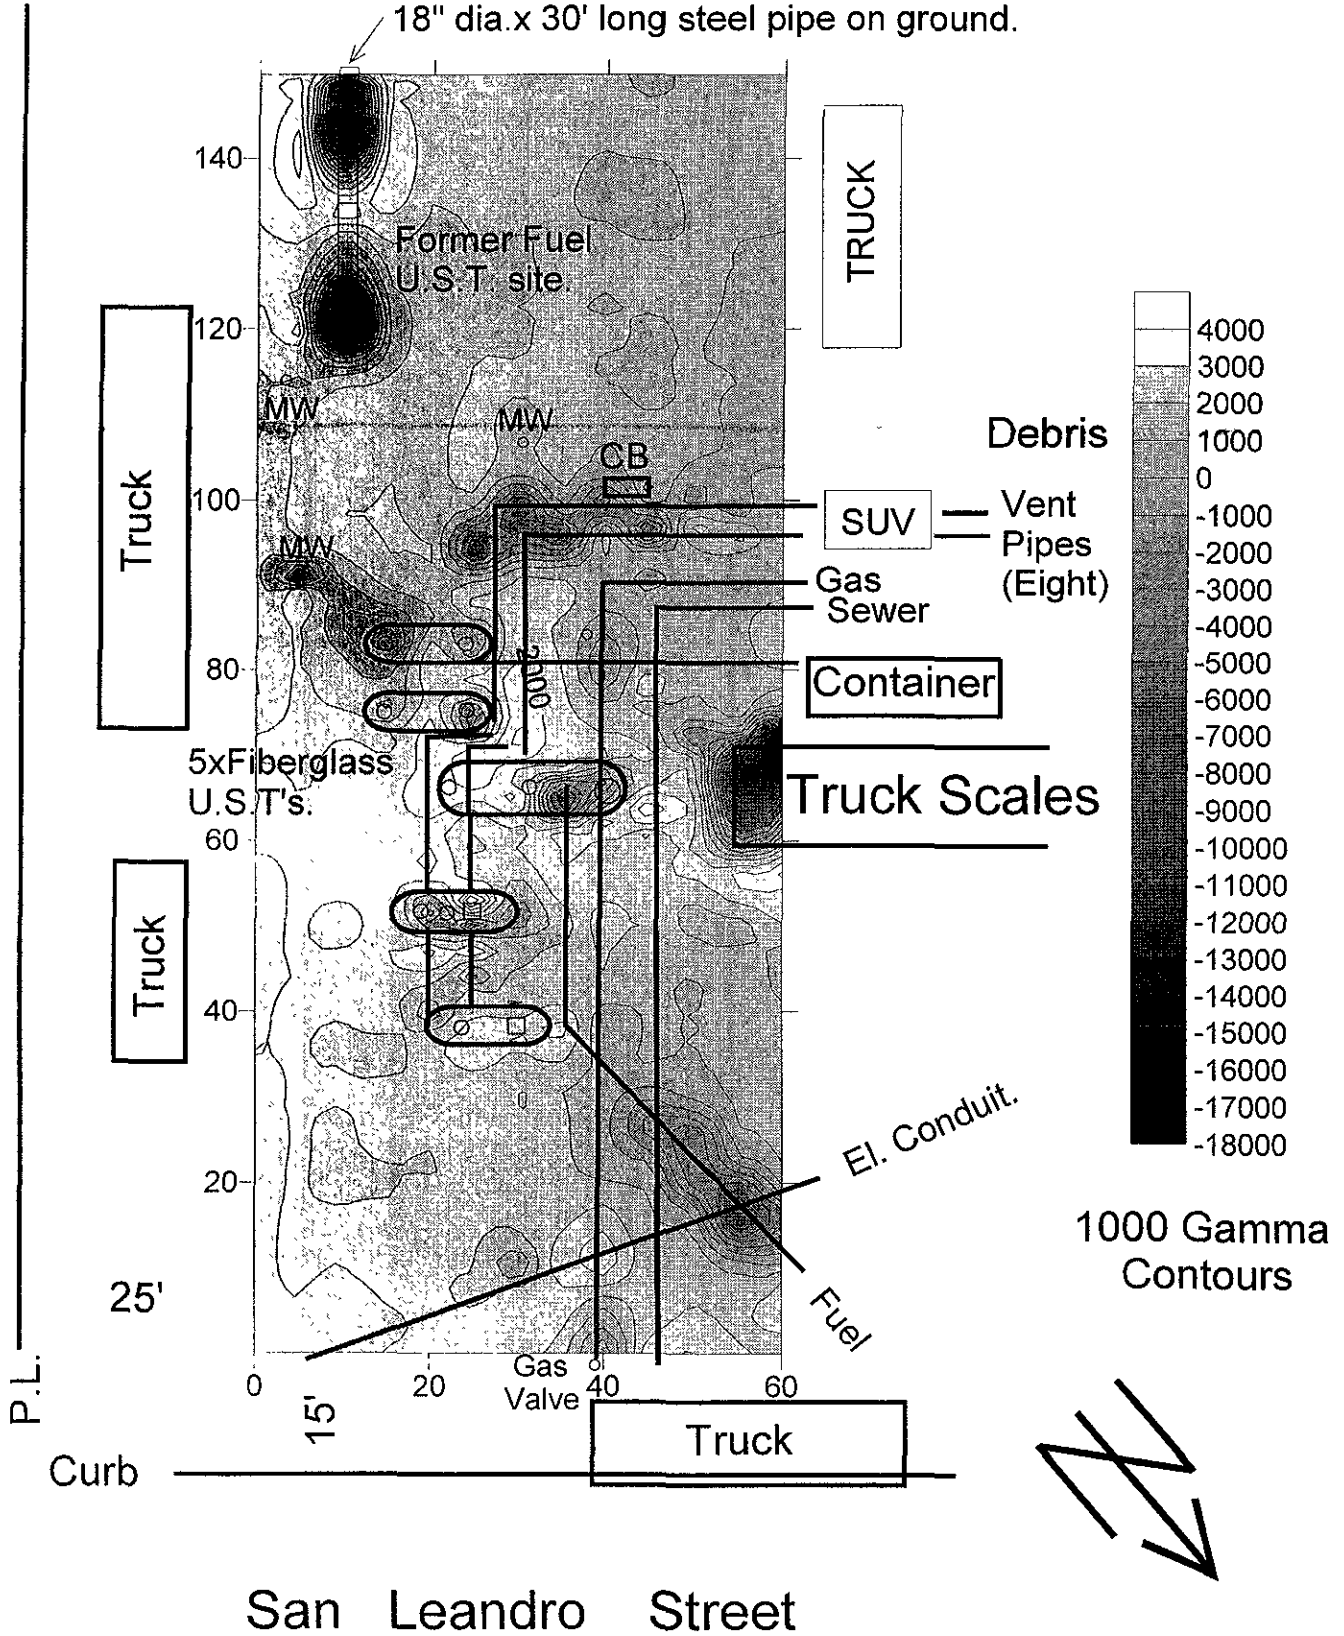 18" dia.x 30' long steel pipe on ground.
140
TRUCK
Former Fuel
U.S.T. site.
120
4000
3000
2000
1000
0
-1000
-2000
-3000
-4000
-5000
-6000
-7000
-8000
-9000
-10000
-11000
-12000
-13000
-14000
-15000
-16000
-17000
-18000
MW
MW
Debris
CB
Truck
100
SUV
Vent
Pipes
(Eight)
MW
Gas
Sewer
80
2000
Container
5xFiberglass
U.S.T's.
Truck Scales
60
Truck
40
El. Conduit.
20
1000 Gamma
Contours
25'
Fuel
P.L.
0
20
Gas
Valve
40
60
15'
Truck
Curb
N
San Leandro Street